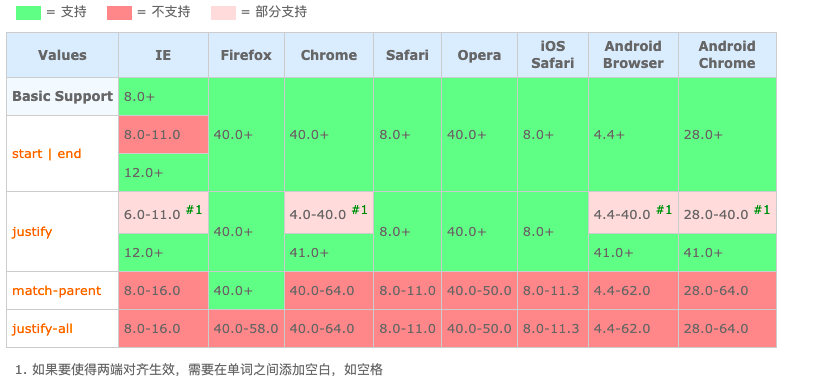 = 支持 = 不支持 = 部分支持
Values IE Firefox Chrome Safari Opera iOS Safari Android Browser Android Chrome
Basic Support 8.0+ 40.0+ 40.0+ 8.0+ 40.0+ 8.0+ 4.4+ 28.0+
start | end 8.0-11.0
12.0+
justify 6.0-11.0 #1 40.0+ 4.0-40.0 #1 8.0+ 40.0+ 8.0+ 4.4-40.0 #1 28.0-40.0 #1
12.0+ 41.0+ 41.0+ 41.0+
match-parent 8.0-16.0 40.0+ 40.0-64.0 8.0-11.0 40.0-50.0 8.0-11.3 4.4-62.0 28.0-64.0
justify-all 8.0-16.0 40.0-58.0 40.0-64.0 8.0-11.0 40.0-50.0 8.0-11.3 4.4-62.0 28.0-64.0
1. 如果要使得两端对齐生效，需要在单词之间添加空白，如空格